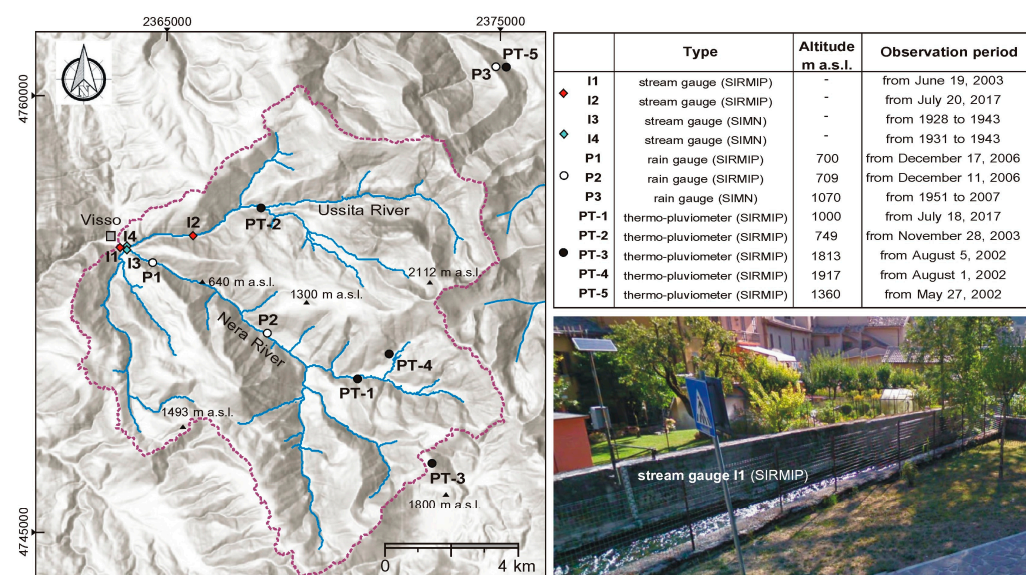 2365000
2375000
4760000
4745000
PT-5
P3
Visso
I4
I2
I1
I3
P1
PT-2
Ussita River
640 m a.s.l.
2112 m a.s.l.
1300 m a.s.l.
P2
Nera River
PT-4
PT-1
1493 m a.s.l.
PT-3
1800 m a.s.l.
0 4 km
Type Altitude m a.s.l. Observation period
I1 stream gauge (SIRMIP) - from June 19, 2003
I2 stream gauge (SIRMIP) - from July 20, 2017
I3 stream gauge (SIMN) - from 1928 to 1943
I4 stream gauge (SIMN) - from 1931 to 1943
P1 rain gauge (SIRMIP) 700 from December 17, 2006
P2 rain gauge (SIRMIP) 709 from December 11, 2006
P3 rain gauge (SIMN) 1070 from 1951 to 2007
PT-1 thermo-pluviometer (SIRMIP) 1000 from July 18, 2017
PT-2 thermo-pluviometer (SIRMIP) 749 from November 28, 2003
PT-3 thermo-pluviometer (SIRMIP) 1813 from August 5, 2002
PT-4 thermo-pluviometer (SIRMIP) 1917 from August 1, 2002
PT-5 thermo-pluviometer (SIRMIP) 1360 from May 27, 2002
stream gauge I1 (SIRMIP)